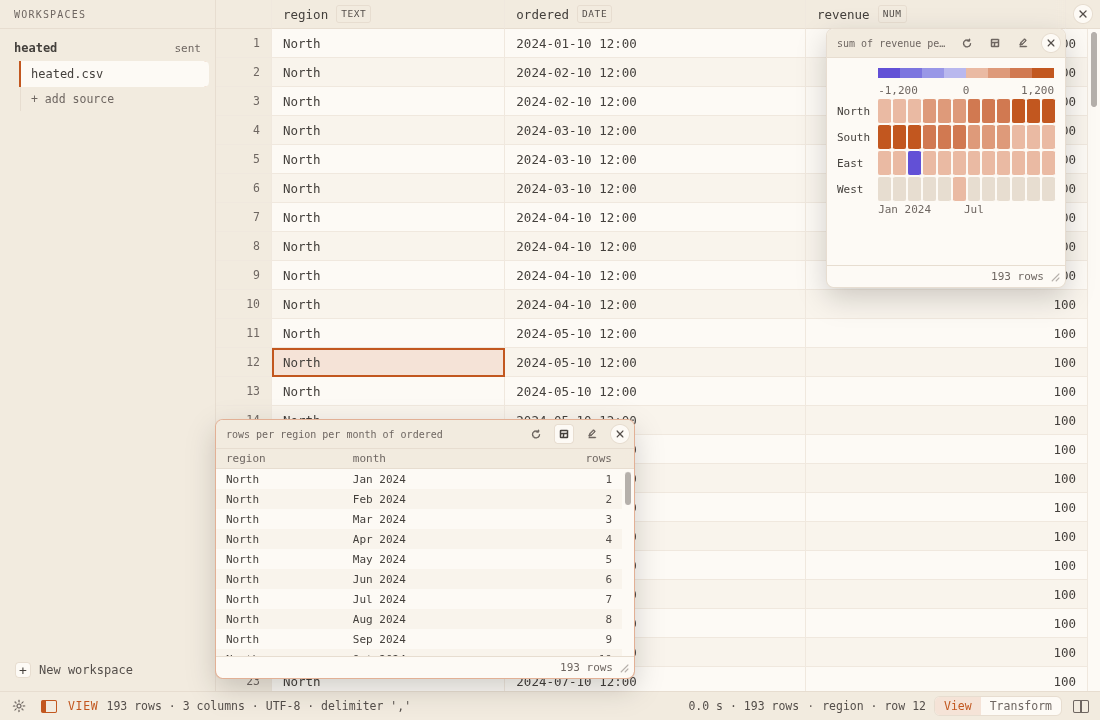 WORKSPACES
heated sent
heated.csv
+ add source
+ New workspace
region TEXT ordered DATE revenue NUM
1 North 2024-01-10 12:00
2 North 2024-02-10 12:00
3 North 2024-02-10 12:00
4 North 2024-03-10 12:00
5 North 2024-03-10 12:00
6 North 2024-03-10 12:00
7 North 2024-04-10 12:00
8 North 2024-04-10 12:00
9 North 2024-04-10 12:00
10 North 2024-04-10 12:00 100
11 North 2024-05-10 12:00 100
12 North 2024-05-10 12:00 100
13 North 2024-05-10 12:00 100
100
100
100
100
100
100
100
100
100
23 North 2024-07-10 12:00 100
sum of revenue pe…
-1,200 0 1,200
North
South
East
West
Jan 2024 Jul
193 rows
rows per region per month of ordered
region month rows
North Jan 2024 1
North Feb 2024 2
North Mar 2024 3
North Apr 2024 4
North May 2024 5
North Jun 2024 6
North Jul 2024 7
North Aug 2024 8
North Sep 2024 9
193 rows
VIEW 193 rows · 3 columns · UTF-8 · delimiter ','
0.0 s · 193 rows · region · row 12 View Transform